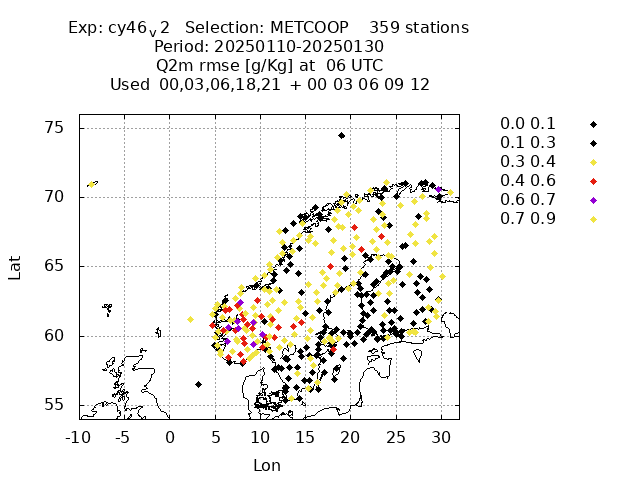 Exp: cy46v2 Selection: METCOOP 359 stations
Period: 20250110-20250130
Q2m rmse [g/Kg] at 06 UTC
Used 00,03,06,18,21 + 00 03 06 09 12
0.0 0.1
0.1 0.3
0.3 0.4
0.4 0.6
0.6 0.7
0.7 0.9
75
70
65
60
55
Lat
-10 -5 0 5 10 15 20 25 30
Lon